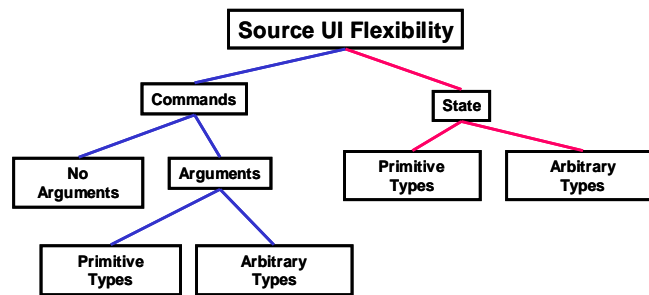 Source UI Flexibility
Commands
State
No
Arguments
Arguments
Primitive
Types
Arbitrary
Types
Primitive
Types
Arbitrary
Types